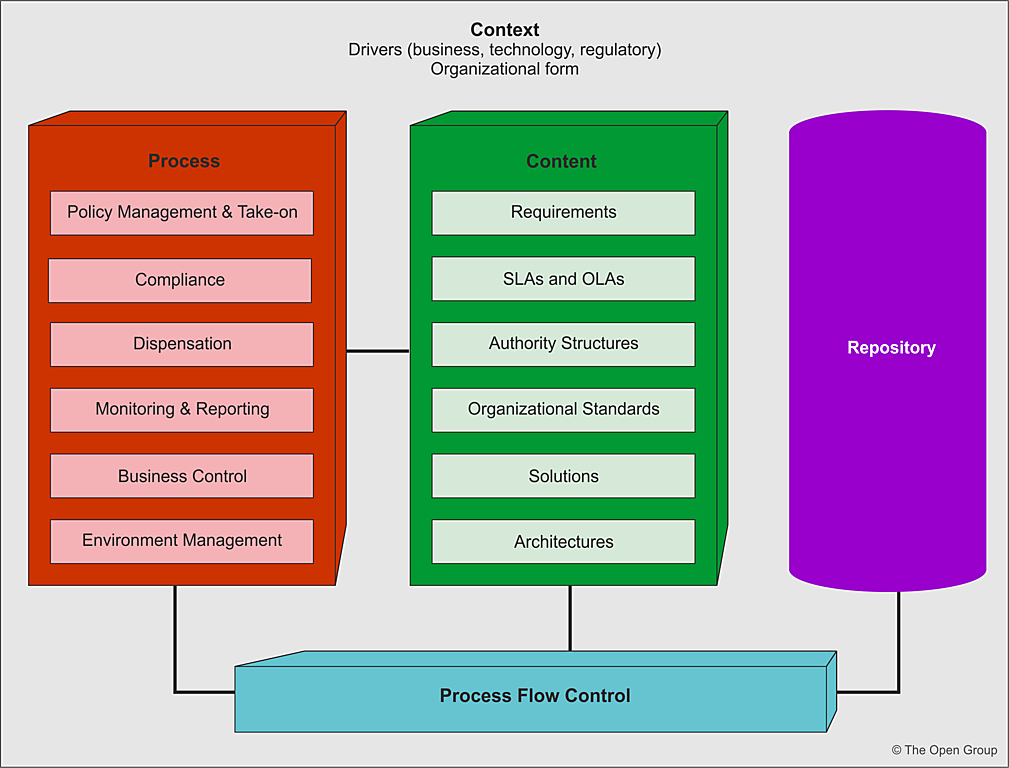 Context
Drivers (business, technology, regulatory)
Organizational form
Process
Policy Management & Take-on
Compliance
Dispensation
Monitoring & Reporting
Business Control
Environment Management
Content
Requirements
SLAs and OLAs
Authority Structures
Organizational Standards
Solutions
Architectures
Repository
Process Flow Control
© The Open Group